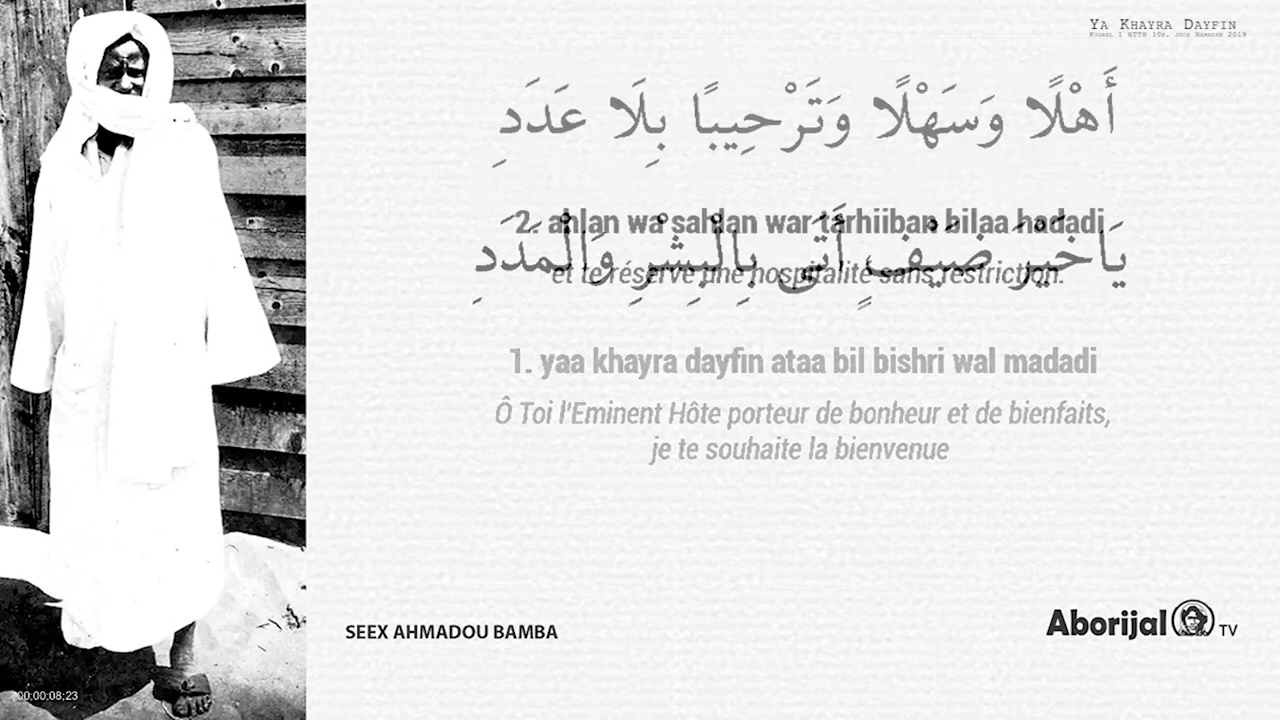 Ya Khayra Dayfin
أَهْلًا وَسَهْلًا وَتَرْحِيبًا بِلَا عَدَدِ
2. ahlan wa sahlan war tarhiiban bilaa hadadi
يَاخَيْرَ ضَيْفٍ أَتَى بِالْبِشْرِ وَالْمَدَدِ
et te réserve une hospitalité sans restriction.
1. yaa khayra dayfin ataa bil bishri wal madadi
Ô Toi l'Eminent Hôte porteur de bonheur et de bienfaits,
je te souhaite la bienvenue
SEEX AHMADOU BAMBA
Aborijal TV
00;00;08;23